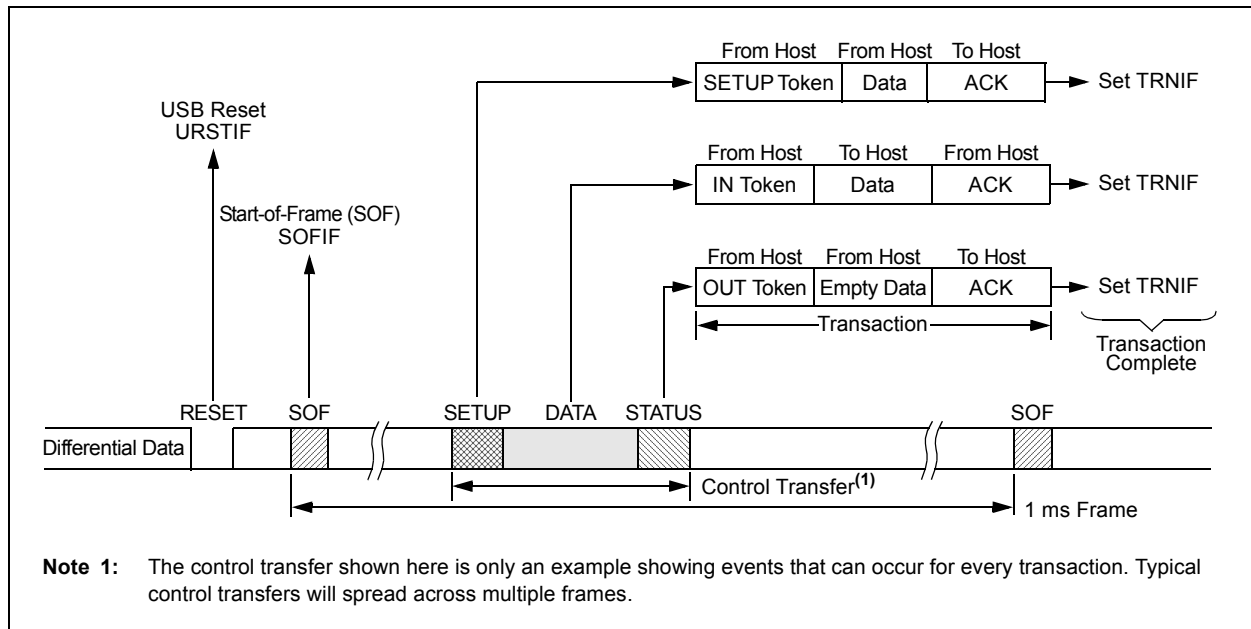 From Host From Host To Host
SETUP Token Data ACK Set TRNIF
USB Reset
URSTIF
From Host To Host From Host
IN Token Data ACK Set TRNIF
Start-of-Frame (SOF)
SOFIF
From Host From Host To Host
OUT Token Empty Data ACK Set TRNIF
Transaction
Transaction
Complete
RESET SOF SETUP DATA STATUS SOF
Differential Data
Control Transfer(1)
1 ms Frame
Note 1: The control transfer shown here is only an example showing events that can occur for every transaction. Typical
control transfers will spread across multiple frames.